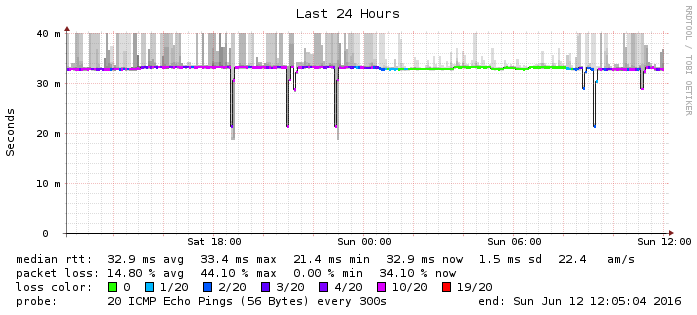 Last 24 Hours
RRDTOOL / TOBI OETIKER
Seconds
40 m
30 m
20 m
10 m
0
Sat 18:00 Sun 00:00 Sun 06:00 Sun 12:00
median rtt: 32.9 ms avg 33.4 ms max 21.4 ms min 32.9 ms now 1.5 ms sd 22.4 am/s
packet loss: 14.80 % avg 44.10 % max 0.00 % min 34.10 % now
loss color: 0 1/20 2/20 3/20 4/20 10/20 19/20
probe: 20 ICMP Echo Pings (56 Bytes) every 300s end: Sun Jun 12 12:05:04 2016